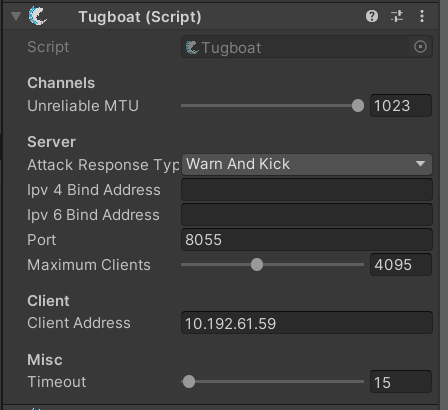 Tugboat (Script)
Script Tugboat
Channels
Unreliable MTU 1023
Server
Attack Response Typ Warn And Kick
Ipv 4 Bind Address
Ipv 6 Bind Address
Port 8055
Maximum Clients 4095
Client
Client Address 10.192.61.59
Misc
Timeout 15